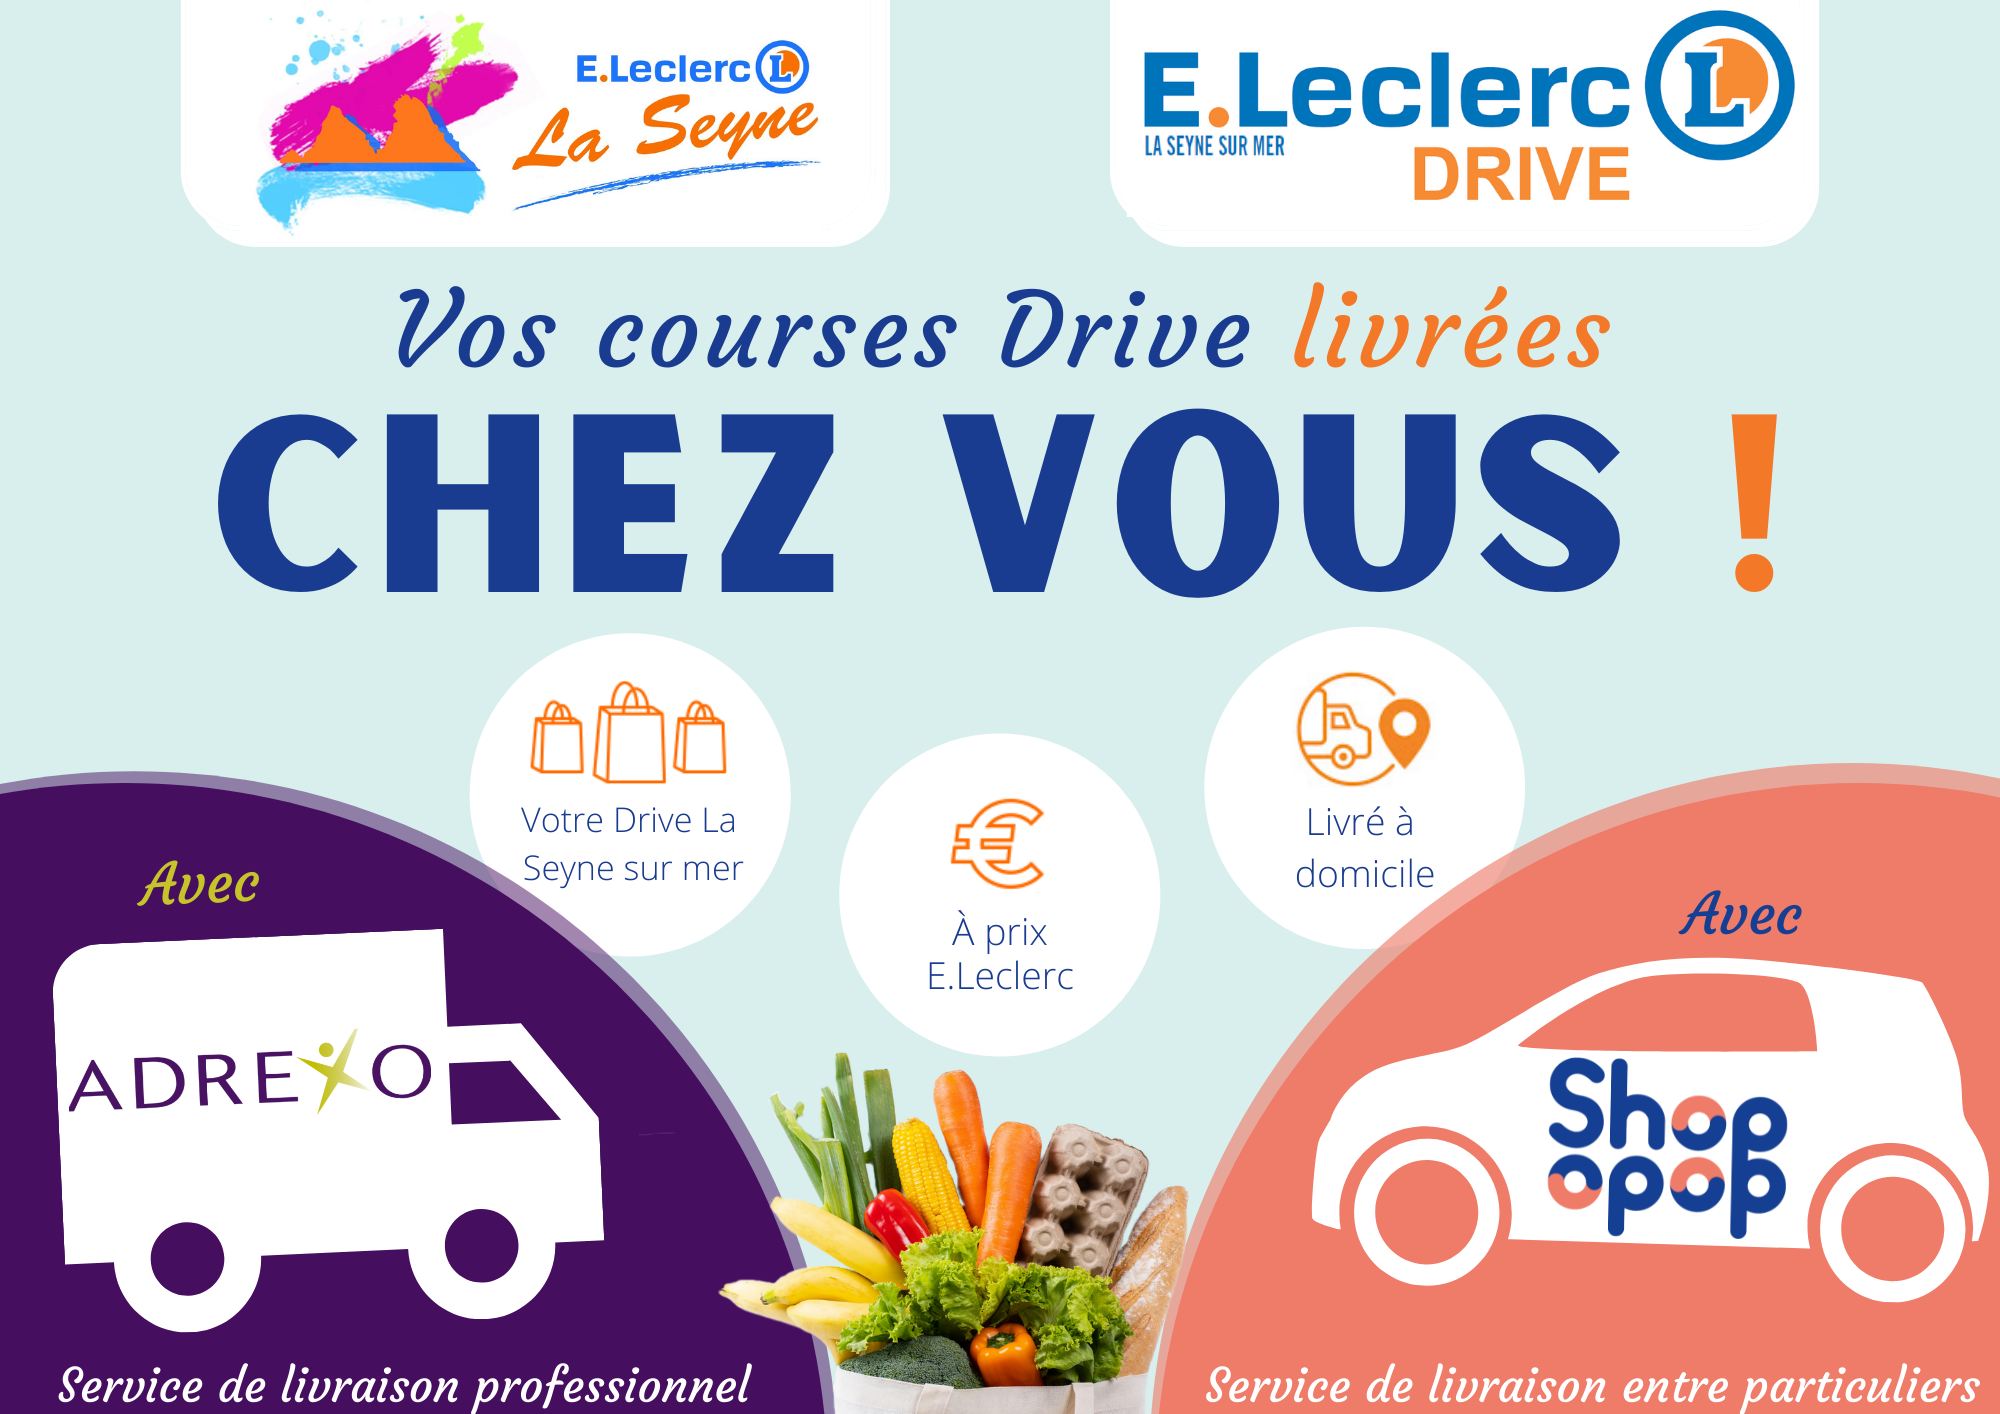 E.Leclerc L
La Seyne
E.Leclerc L
LA SEYNE SUR MER
DRIVE
Vos courses Drive livrées
CHEZ VOUS !
Votre Drive La
Seyne sur mer
À prix
E.Leclerc
Livré à
domicile
Avec
ADREXO
Service de livraison professionnel
Avec
Shop
opop
Service de livraison entre particuliers